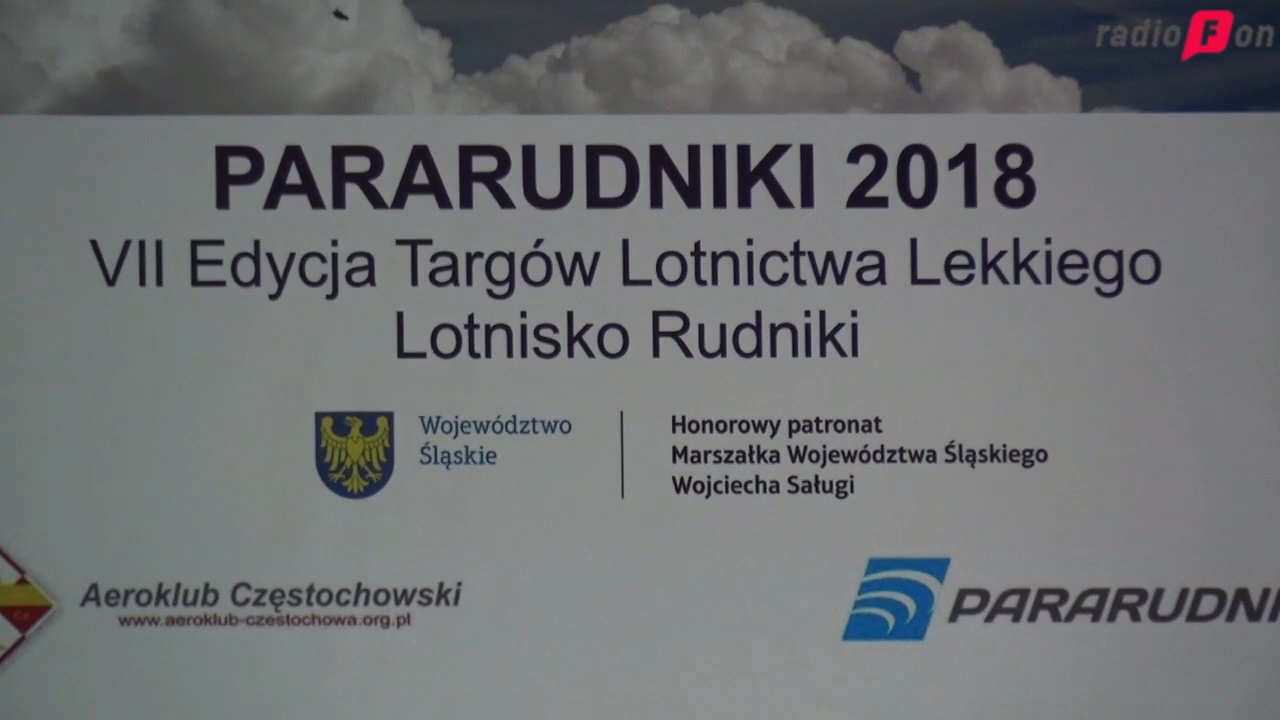 radio F on
PARARUDNIKI 2018
VII Edycja Targów Lotnictwa Lekkiego
Lotnisko Rudniki
Województwo
Śląskie
Honorowy patronat
Marszałka Województwa Śląskiego
Wojciecha Saługi
Aeroklub Częstochowski
www.aeroklub-czestochowa.org.pl
PARARUDNI